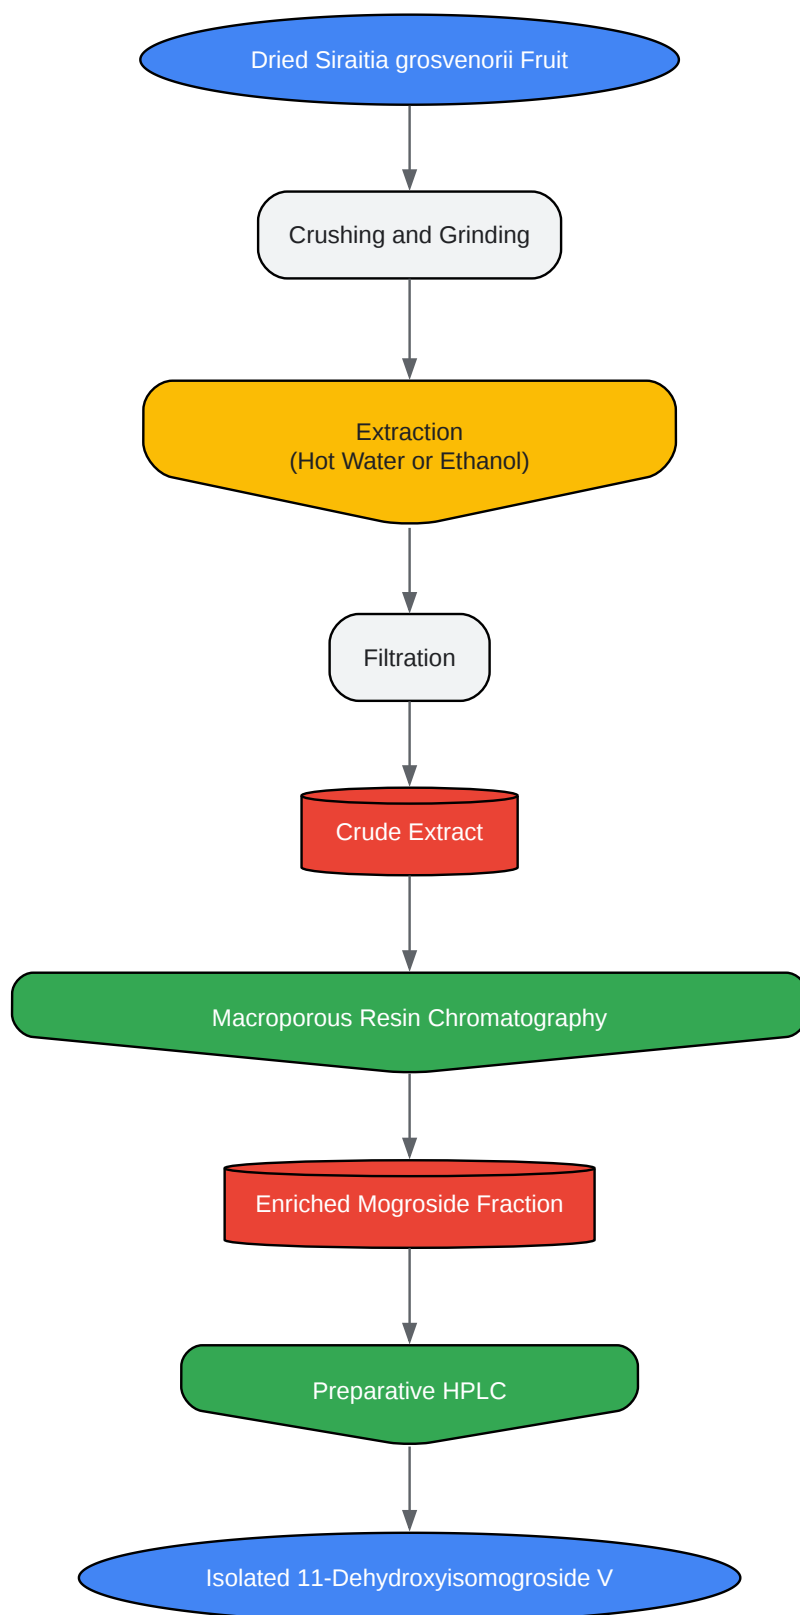 Dried Siraitia grosvenorii Fruit
Crushing and Grinding
Extraction
(Hot Water or Ethanol)
Filtration
Crude Extract
Macroporous Resin Chromatography
Enriched Mogroside Fraction
Preparative HPLC
Isolated 11-Dehydroxyisomogroside V